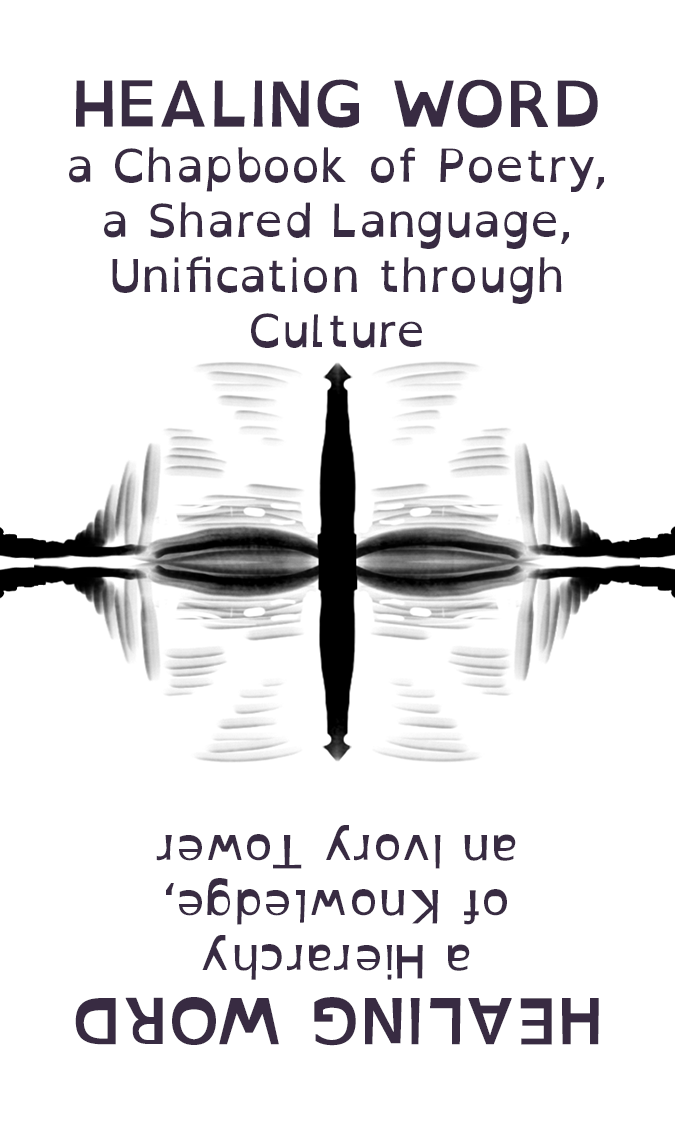 HEALING WORD
a Chapbook of Poetry,
a Shared Language,
Unification through
Culture
HEALING WORD
a Hierarchy
of Knowledge,
an Ivory Tower